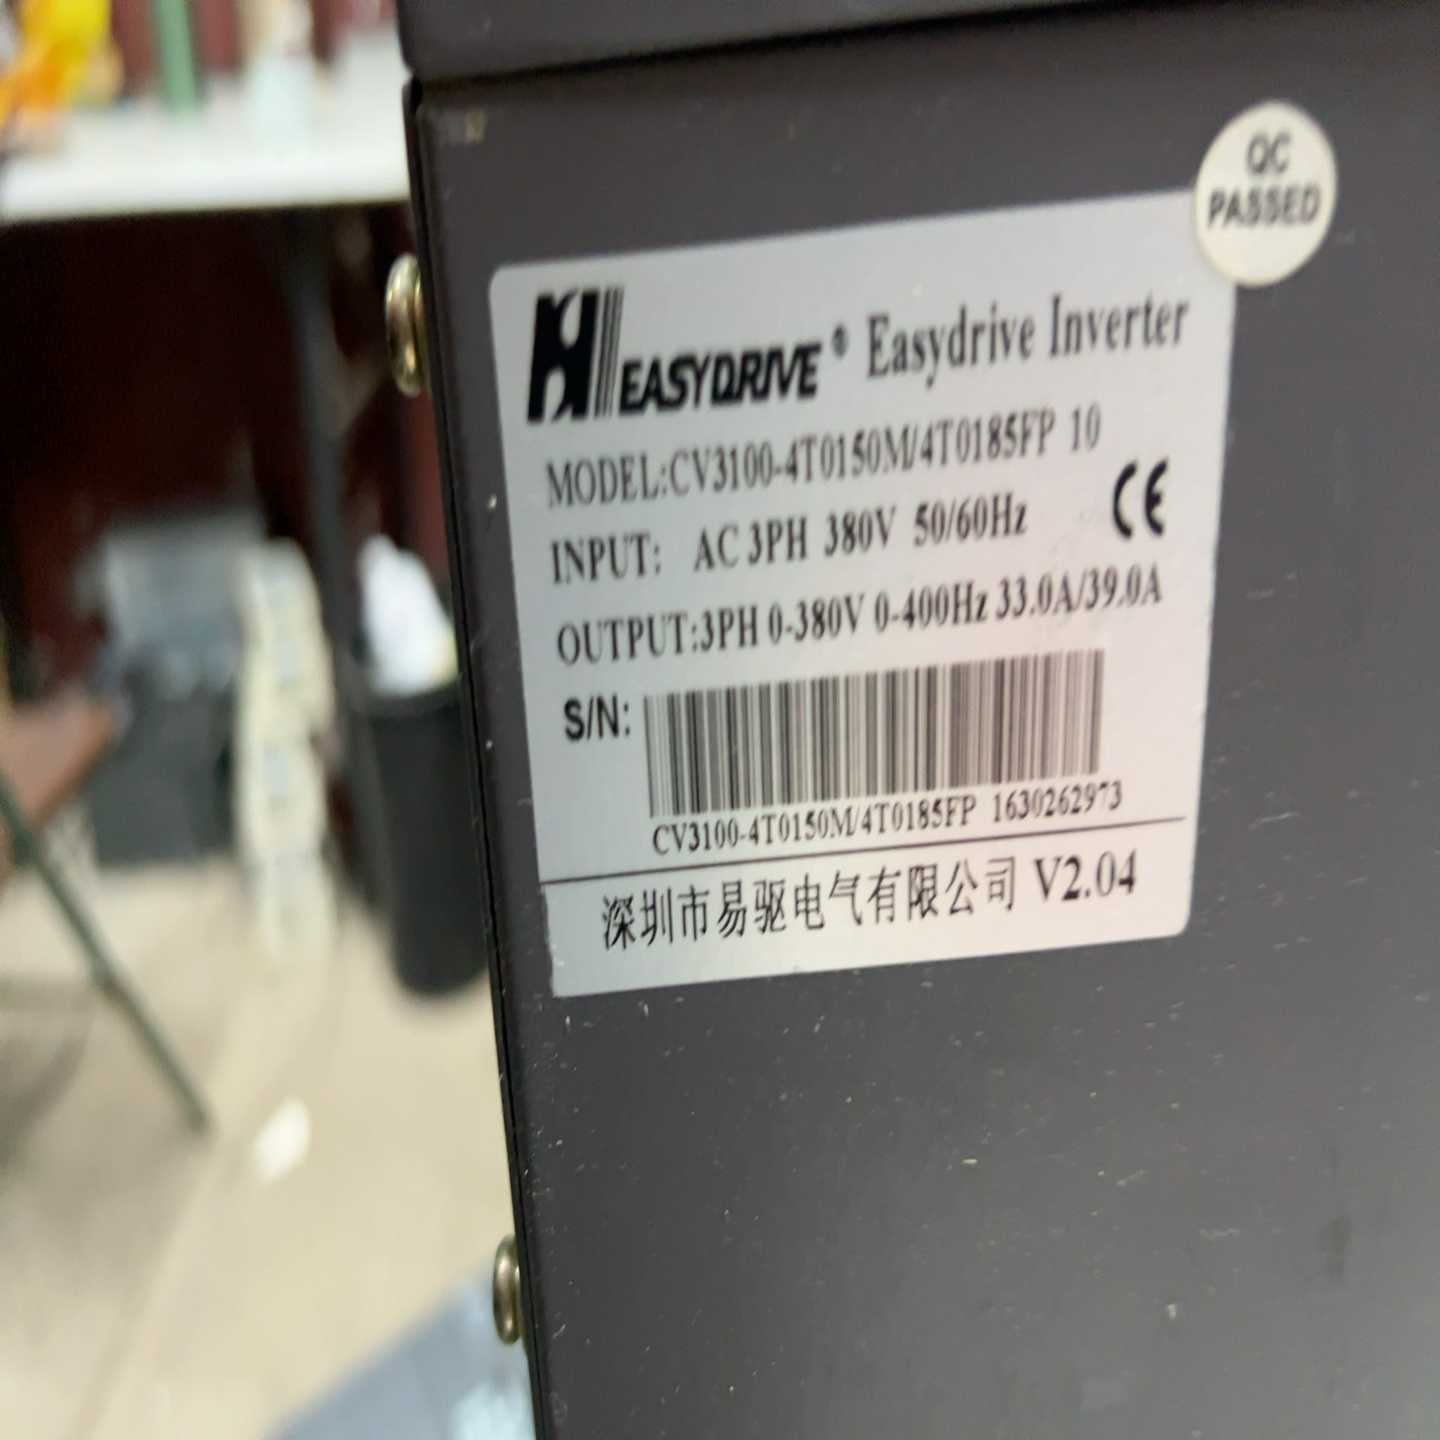 QC
PASSED
EASYDRIVE® Easydrive Inverter
MODEL:CV3100-4T0150M/4T0185FP 10
INPUT: AC 3PH 380V 50/60Hz
CE
OUTPUT:3PH 0-380V 0-400Hz 33.0A/39.0A
S/N:
CV3100-4T0150M/4T0185FP 1630262973
深圳市易驱电气有限公司 V2.04